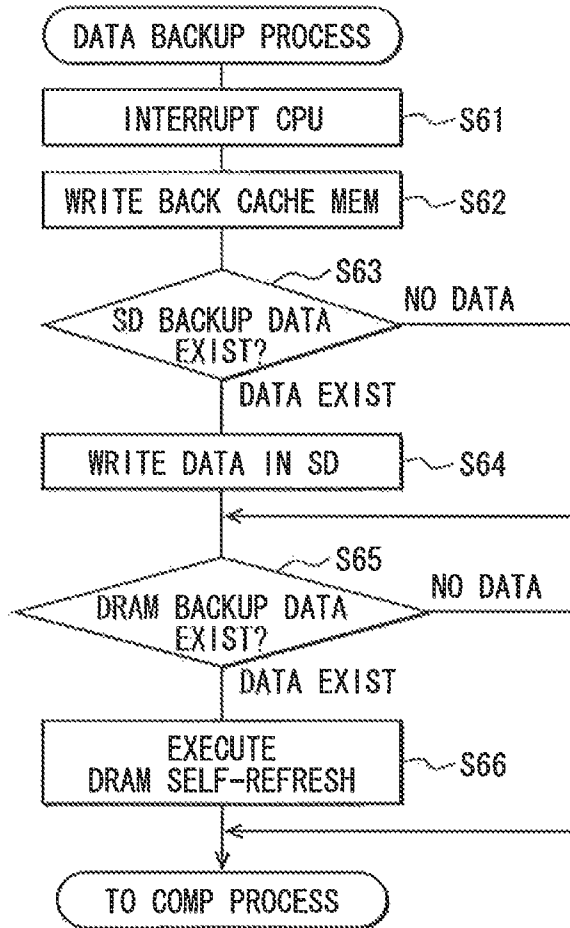 DATA BACKUP PROCESS
INTERRUPT CPU
S61
WRITE BACK CACHE MEM
S62
S63
NO DATA
SD BACKUP DATA
EXIST?
DATA EXIST
WRITE DATA IN SD
S64
S65
NO DATA
DRAM BACKUP DATA
EXIST?
DATA EXIST
EXECUTE
DRAM SELF-REFRESH
S66
TO COMP PROCESS